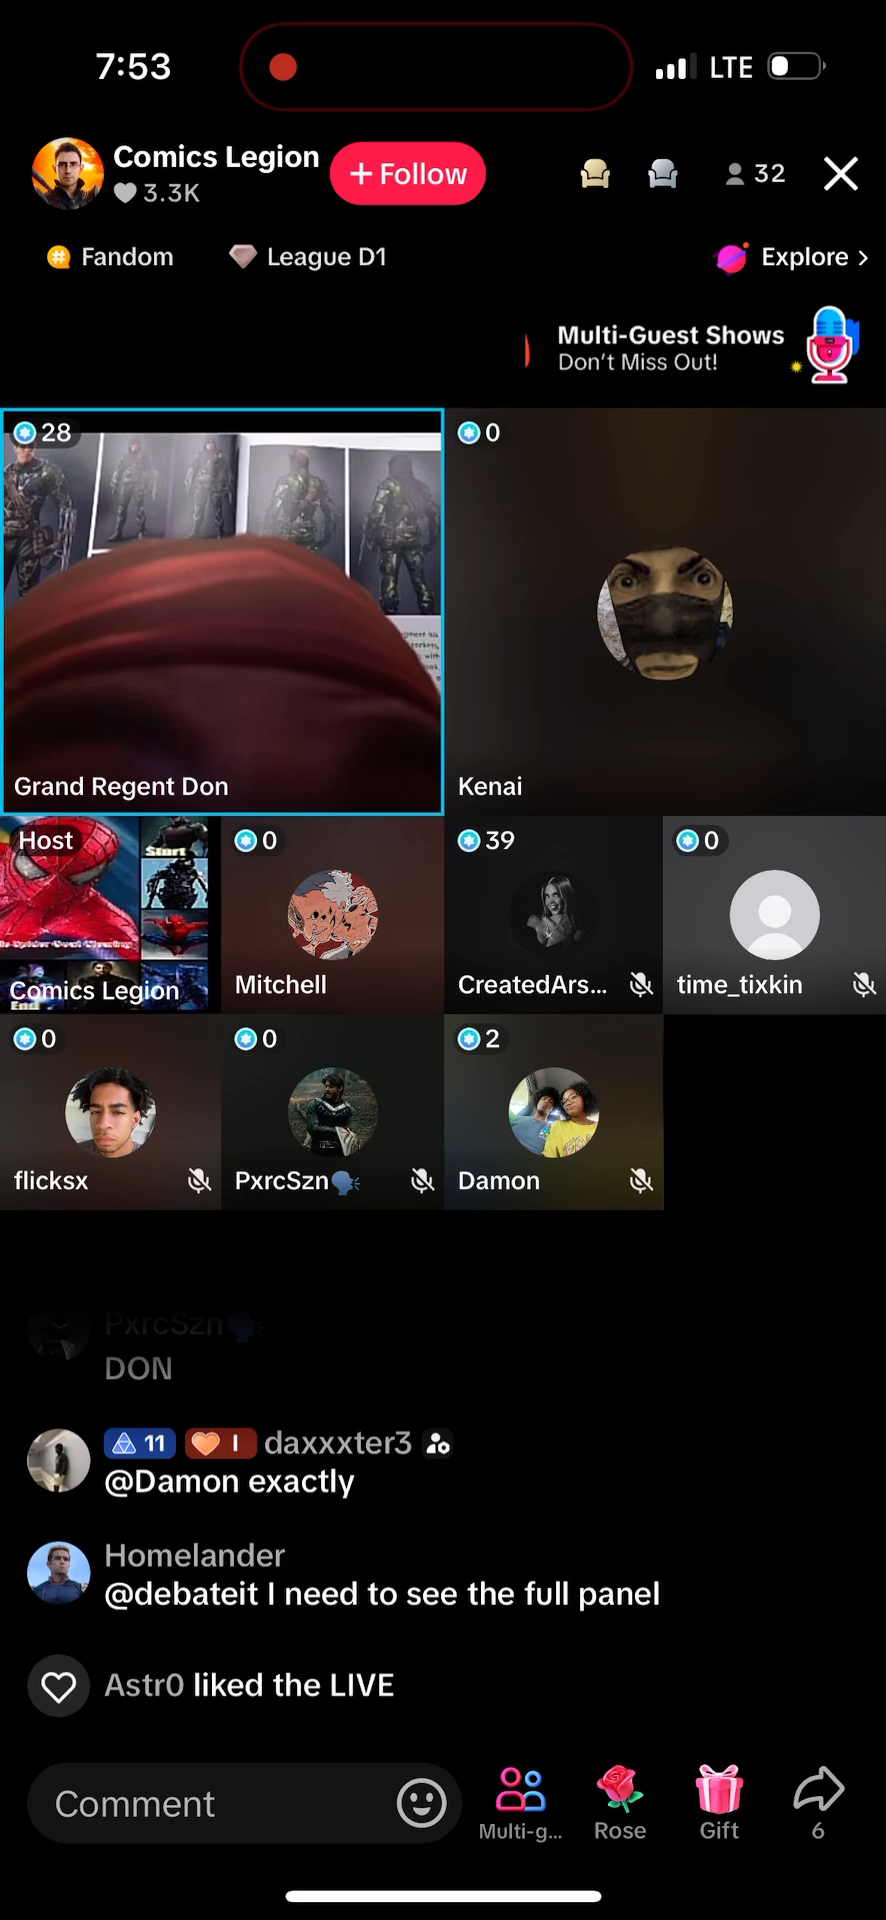 7:53
LTE
Comics Legion
+ Follow
3.3K
32
Fandom
League D1
Explore >
Multi-Guest Shows
Don't Miss Out!
28
0
Grand Regent Don
Kenai
Host
0
39
0
Start
End
Comics Legion
Mitchell
CreatedArs...
time_tixkin
0
0
2
flicksx
PxrcSzn🗣
Damon
PxrcSzn🗣
DON
11 I daxxxter3
@Damon exactly
Homelander
@debateit I need to see the full panel
Astr0 liked the LIVE
Comment
Multi-g...
Rose
Gift
6